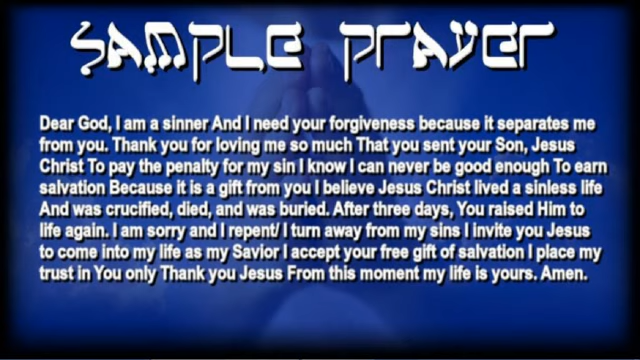 SAMPLE PRAYER
Dear God, I am a sinner And I need your forgiveness because it separates me
from you. Thank you for loving me so much That you sent your Son, Jesus
Christ To pay the penalty for my sin I know I can never be good enough To earn
salvation Because it is a gift from you I believe Jesus Christ lived a sinless life
And was crucified, died, and was buried. After three days, You raised Him to
life again. I am sorry and I repent/ I turn away from my sins I invite you Jesus
to come into my life as my Savior I accept your free gift of salvation I place my
trust in You only Thank you Jesus From this moment my life is yours. Amen.